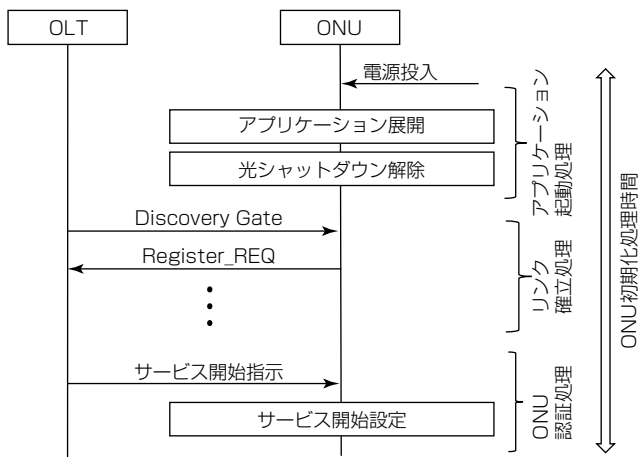 OLT
ONU
電源投入
アプリケーション展開
光シャットダウン解除
Discovery Gate
Register_REQ
サービス開始指示
サービス開始設定
アプリケーション
起動処理
リンク
確立処理
ONU
認証処理
ONU初期化処理時間